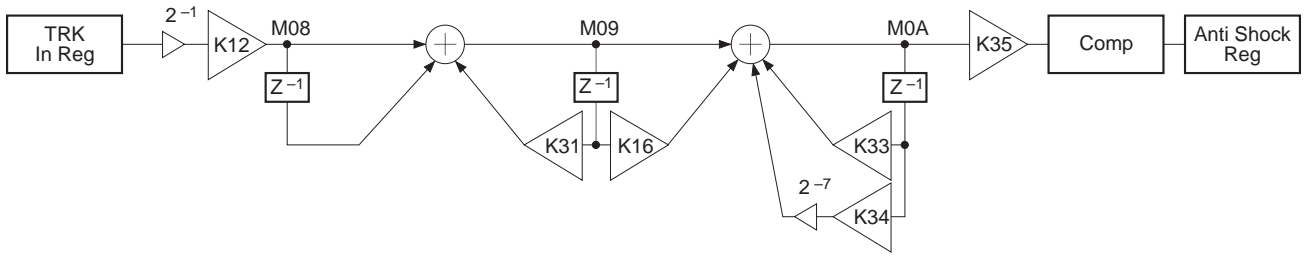 TRK
In Reg
2⁻¹
K12
M08
Z⁻¹
M09
Z⁻¹
K31
K16
M0A
Z⁻¹
K33
2⁻⁷
K34
K35
Comp
Anti Shock
Reg